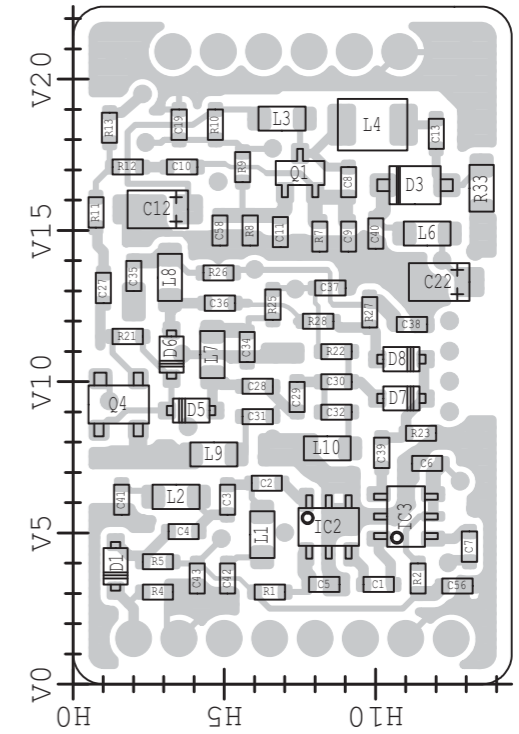 V20
L3
L4
R13
C19
R10
C13
R12
C10
R9
Q1
C8
D3
R33
R11
C12
V15
C58
R8
C11
R7
C9
C40
L6
C27
C35
L8
R26
C37
C22
C36
R25
R27
R28
C38
R21
D6
L7
C34
R22
D8
V10
Q4
D5
C28
C30
C29
D7
C31
C32
R23
L9
L10
C39
C6
C41
L2
C3
C2
V5
C4
L1
IC2
IC3
C7
D1
R5
C43
C42
R4
R1
C5
C1
R2
C56
V0
H0
H5
H10